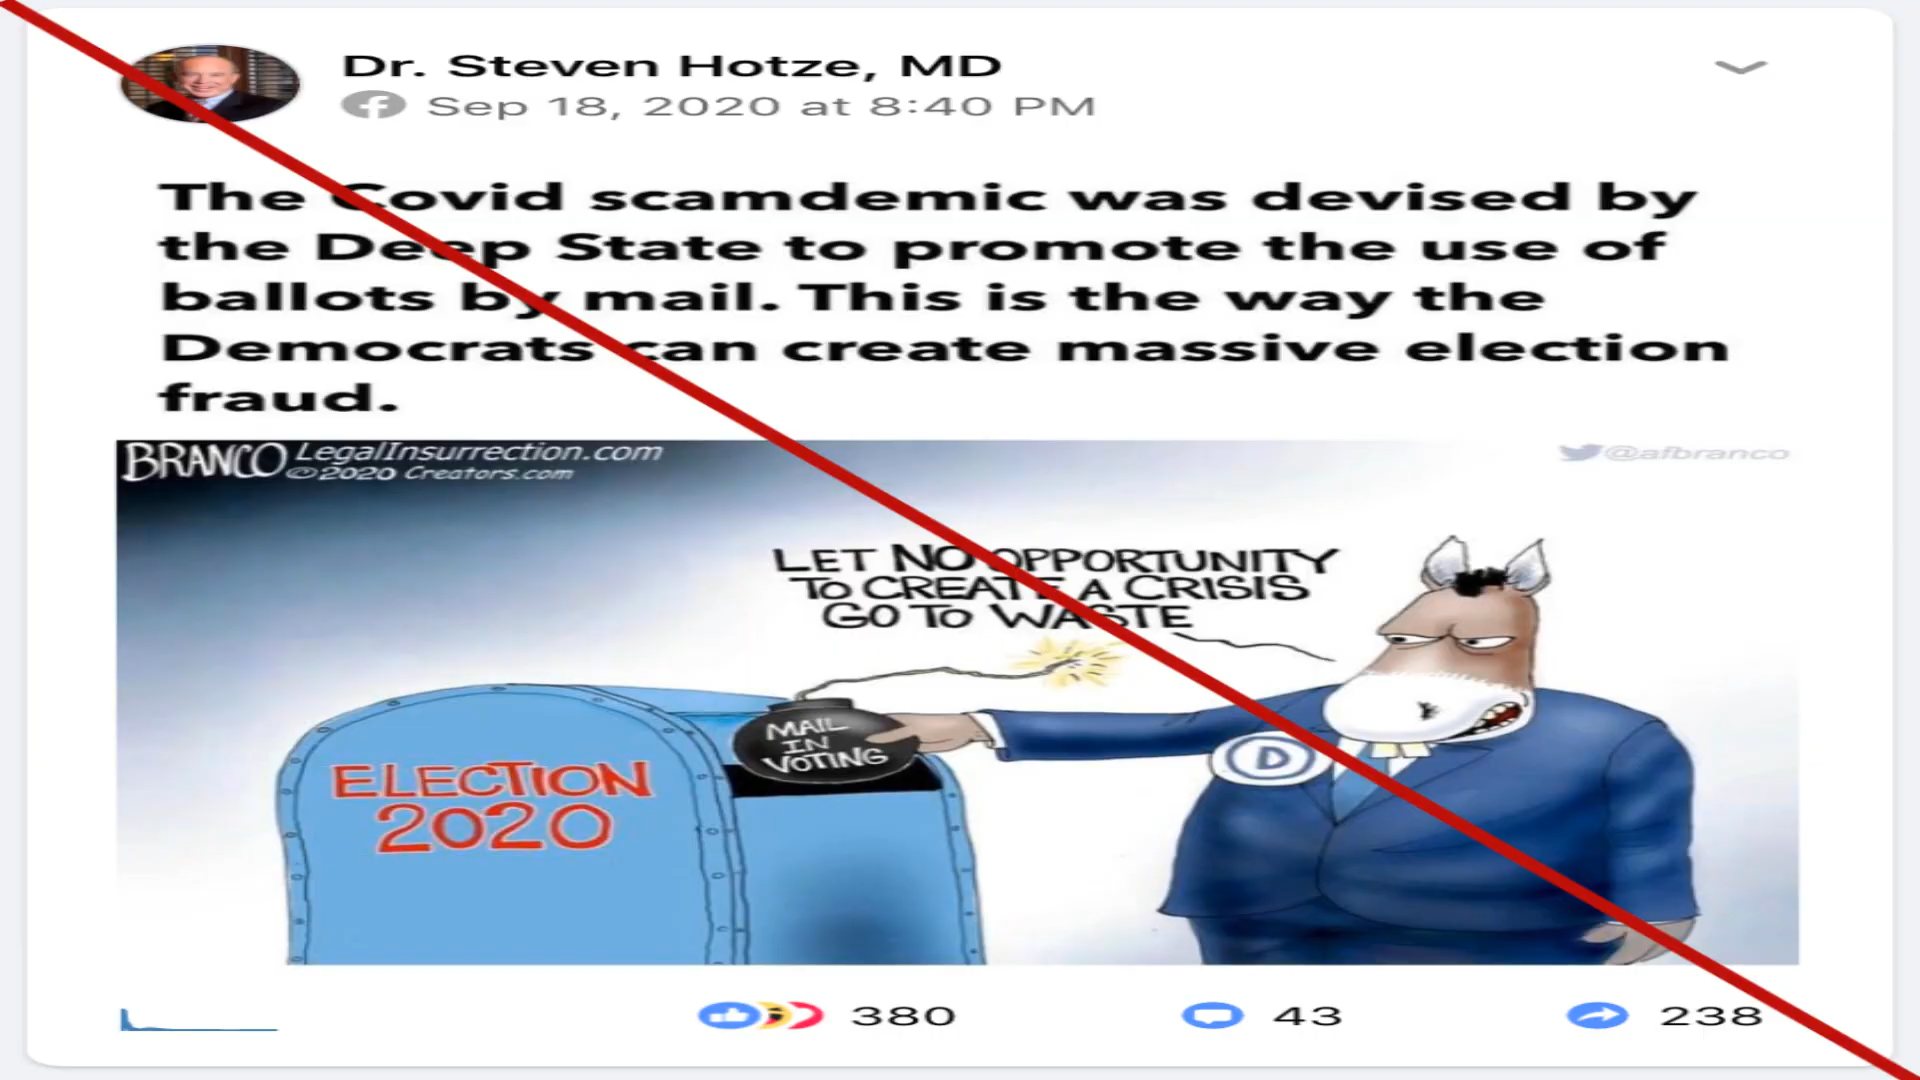 Dr. Steven Hotze, MD
Sep 18, 2020 at 8:40 PM
The Covid scamdemic was devised by
the Deep State to promote the use of
ballots by mail. This is the way the
Democrats can create massive election
fraud.
BRANCO LegalInsurrection.com
©2020 Creators.com
@afbranco
LET NO OPPORTUNITY
TO CREATE A CRISIS
GO TO WASTE
MAIL
IN
VOTING
D
ELECTION
2020
380
43
238